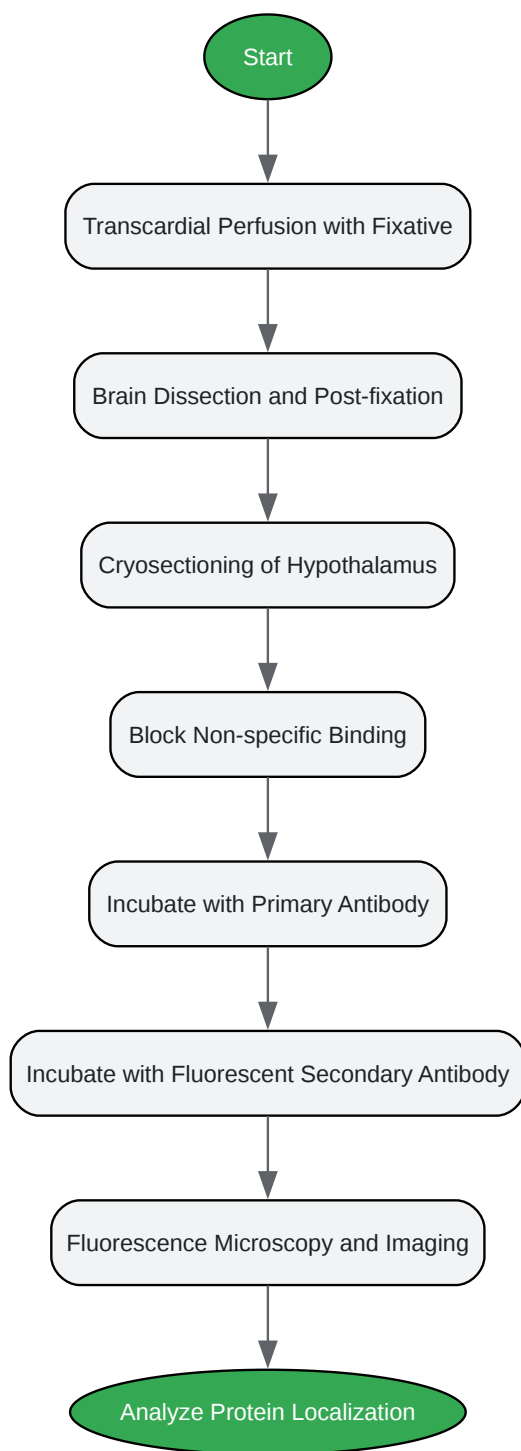 Start
Transcardial Perfusion with Fixative
Brain Dissection and Post-fixation
Cryosectioning of Hypothalamus
Block Non-specific Binding
Incubate with Primary Antibody
Incubate with Fluorescent Secondary Antibody
Fluorescence Microscopy and Imaging
Analyze Protein Localization